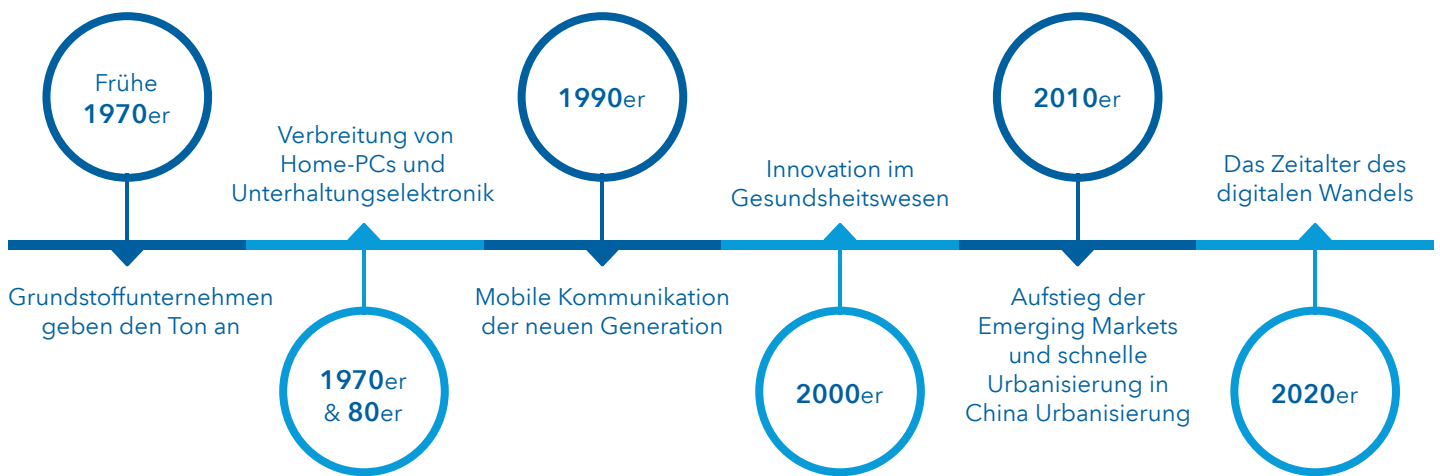 Frühe
1970er
Grundstoffunternehmen
geben den Ton an
Verbreitung von
Home-PCs und
Unterhaltungselektronik
1970er
& 80er
1990er
Mobile Kommunikation
der neuen Generation
Innovation im
Gesundsheitswesen
2000er
2010er
Aufstieg der
Emerging Markets
und schnelle
Urbanisierung in
China Urbanisierung
Das Zeitalter des
digitalen Wandels
2020er